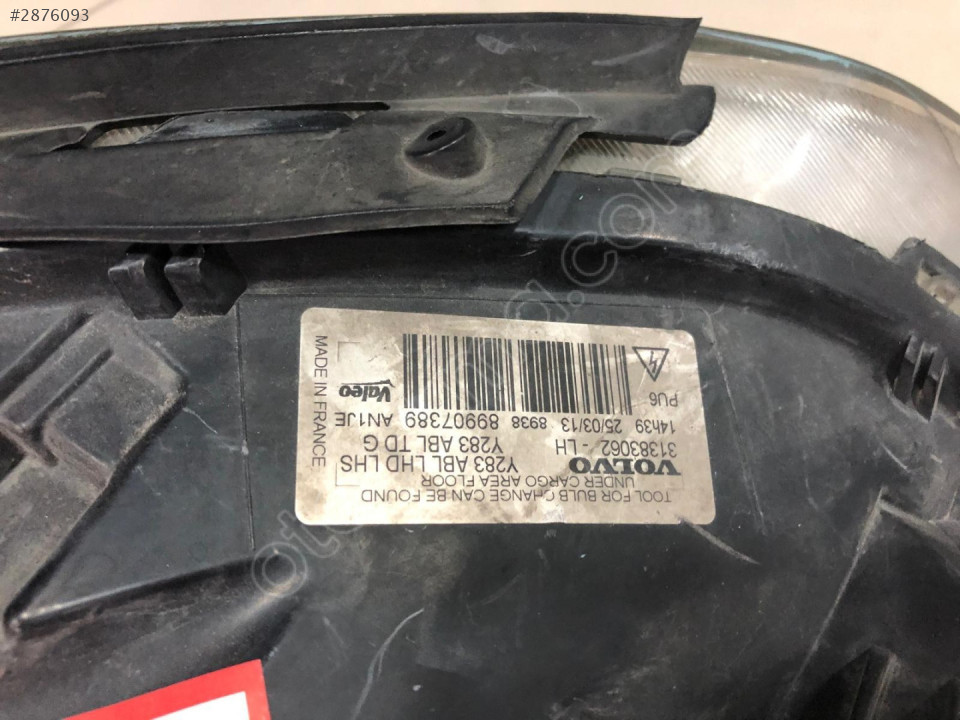 #2876093
TOOL FOR BULB CHANGE CAN BE FOUND
UNDER CARGO AREA FLOOR
VOLVO Y283 ABL LHD LHS
31383062 - LH Y283 ABL TD G
14h39 25/03/13 8938 89907389 AN1JE
PU6
Valeo
MADE IN FRANCE